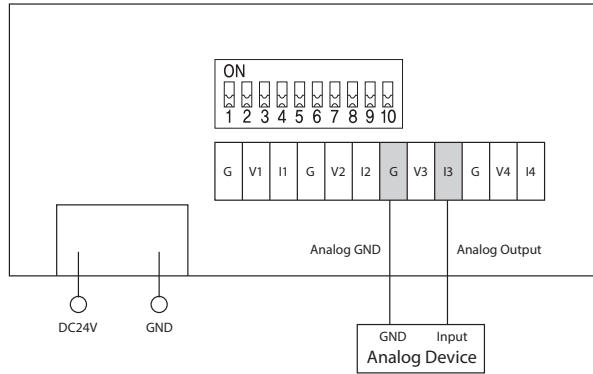 ON
1 2 3 4 5 6 7 8 9 10
G V1 I1 G V2 I2 G V3 I3 G V4 I4
Analog GND Analog Output
DC24V GND
GND Input
Analog Device